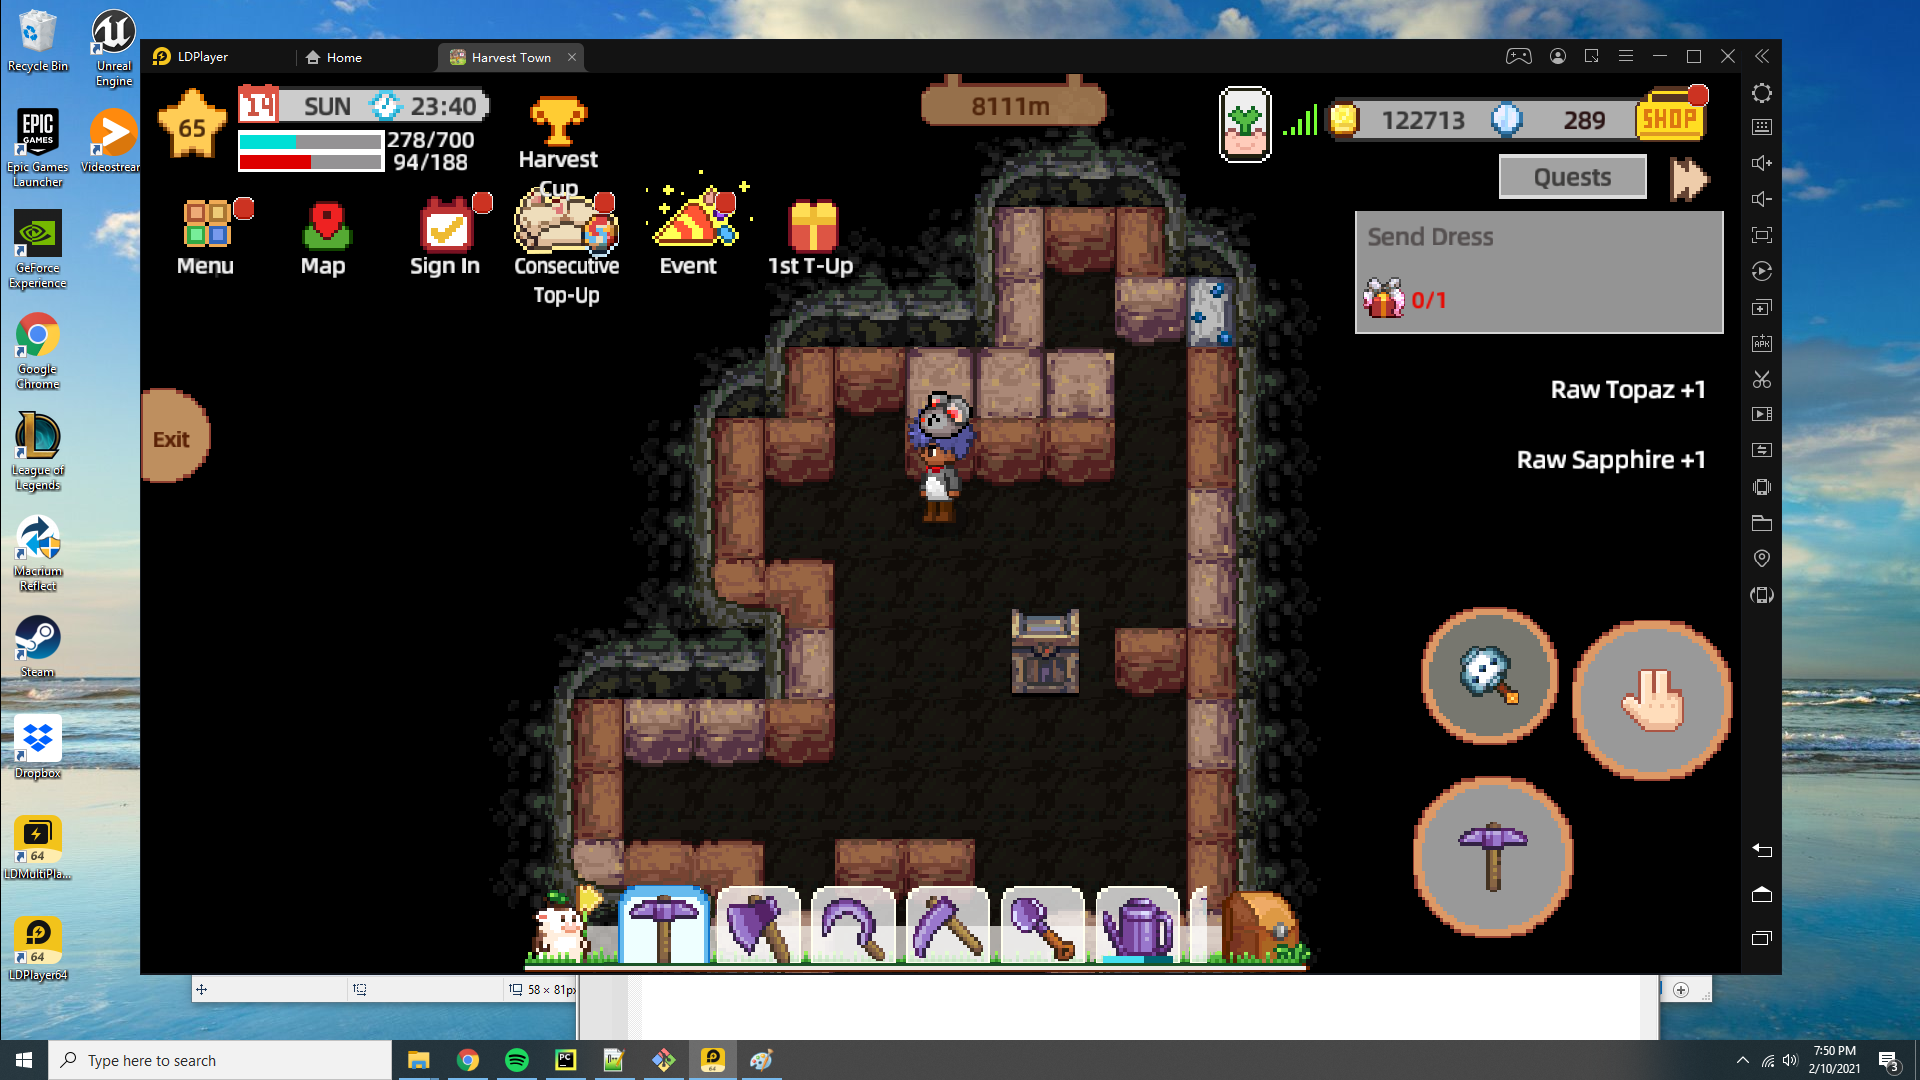 Recycle Bin
Unreal Engine
Epic Games Launcher
Videostream
GeForce Experience
Google Chrome
League of Legends
Macrium Reflect
Steam
Dropbox
LDMultiPla...
LDPlayer64
LDPlayer
Home
Harvest Town
65
14
SUN
23:40
278/700
94/188
Harvest Cup
8111m
122713
289
SHOP
Quests
Menu
Map
Sign In
Consecutive Top-Up
Event
1st T-Up
Send Dress
0/1
Exit
Raw Topaz +1
Raw Sapphire +1
58 × 81px
Type here to search
7:50 PM
2/10/2021
3